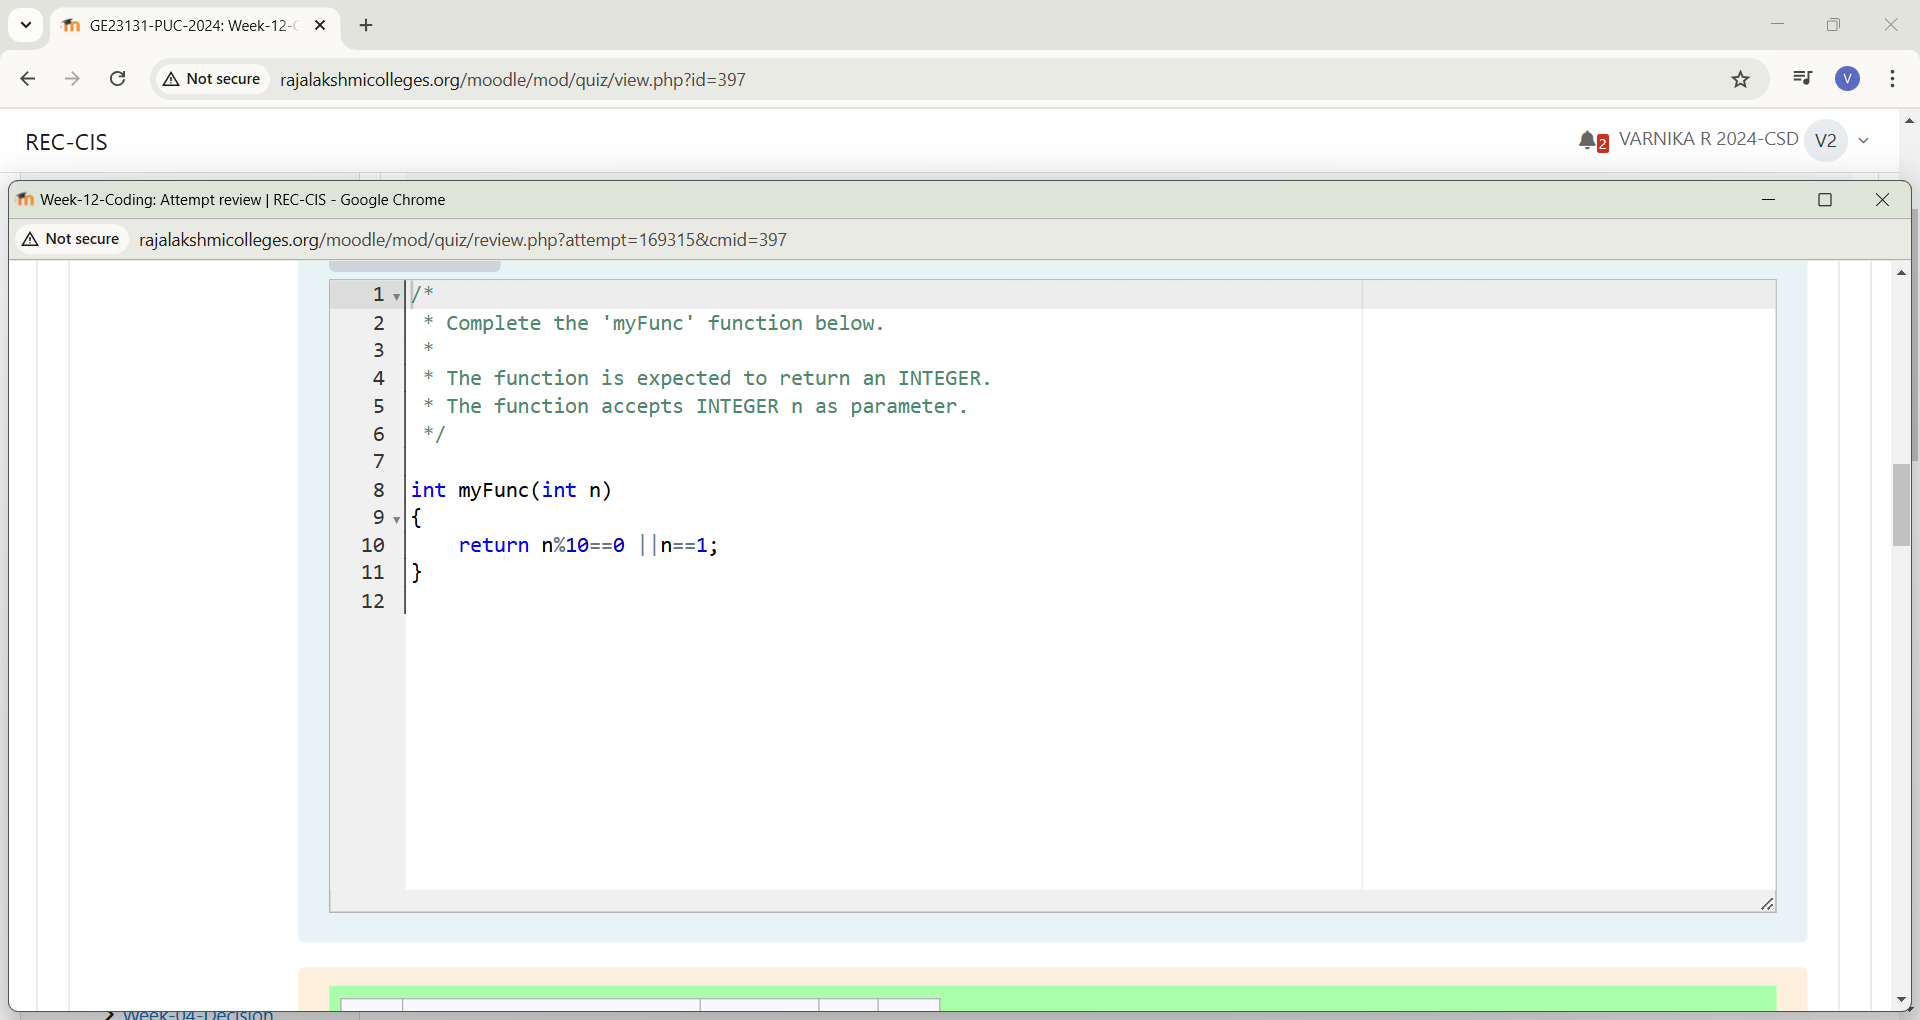 GE23131-PUC-2024: Week-12-C
Not secure
rajalakshmicolleges.org/moodle/mod/quiz/view.php?id=397
V
REC-CIS
2
VARNIKA R 2024-CSD
V2
Week-12-Coding: Attempt review | REC-CIS - Google Chrome
Not secure
rajalakshmicolleges.org/moodle/mod/quiz/review.php?attempt=169315&cmid=397
1 /*
2 * Complete the 'myFunc' function below.
3 *
4 * The function is expected to return an INTEGER.
5 * The function accepts INTEGER n as parameter.
6 */
7
8 int myFunc(int n)
9 {
10 return n%10==0 ||n==1;
11 }
12
Week-04-Decision